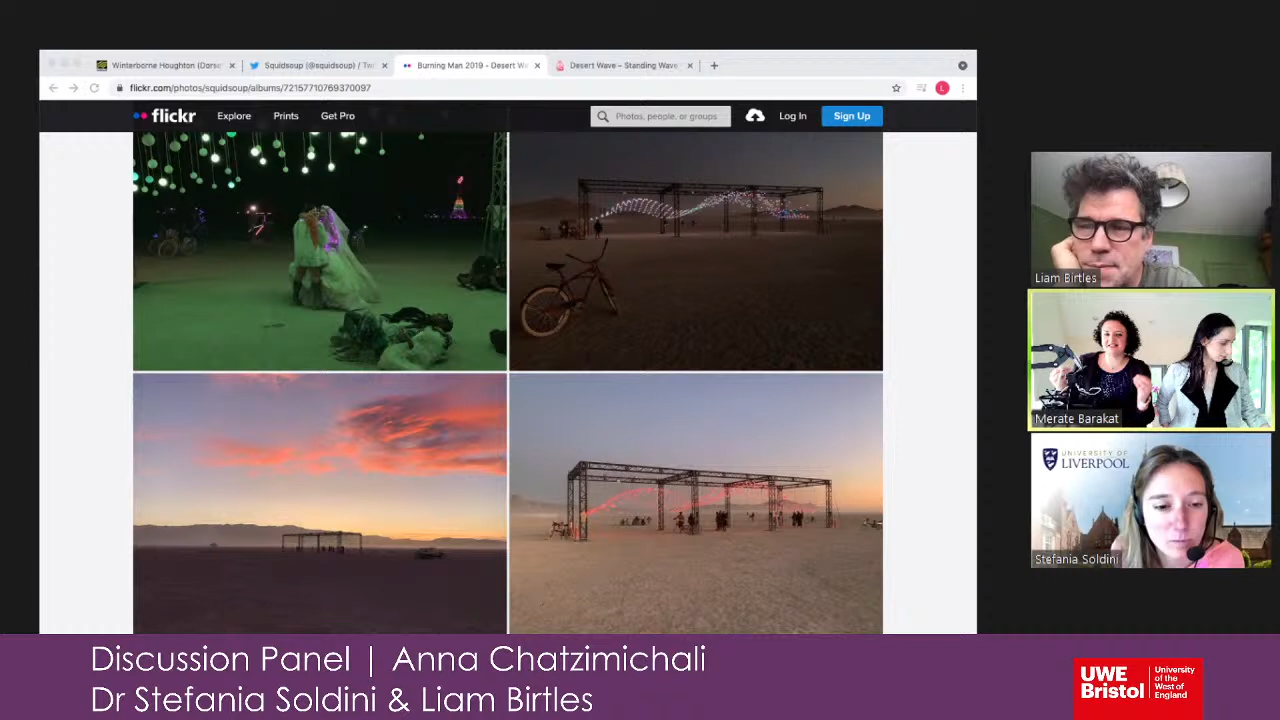 Winterborne Houghton (Dorse
Squidsoup (@squidsoup) / Tw
Burning Man 2019 - Desert W
Desert Wave – Standing Wave
flickr.com/photos/squidsoup/albums/72157710769370097
L
flickr
Explore
Prints
Get Pro
Photos, people, or groups
Log In
Sign Up
Liam Birtles
Merate Barakat
UNIVERSITY OF
LIVERPOOL
Stefania Soldini
Discussion Panel | Anna Chatzimichali
Dr Stefania Soldini & Liam Birtles
UWE
Bristol
University
of the
West of
England